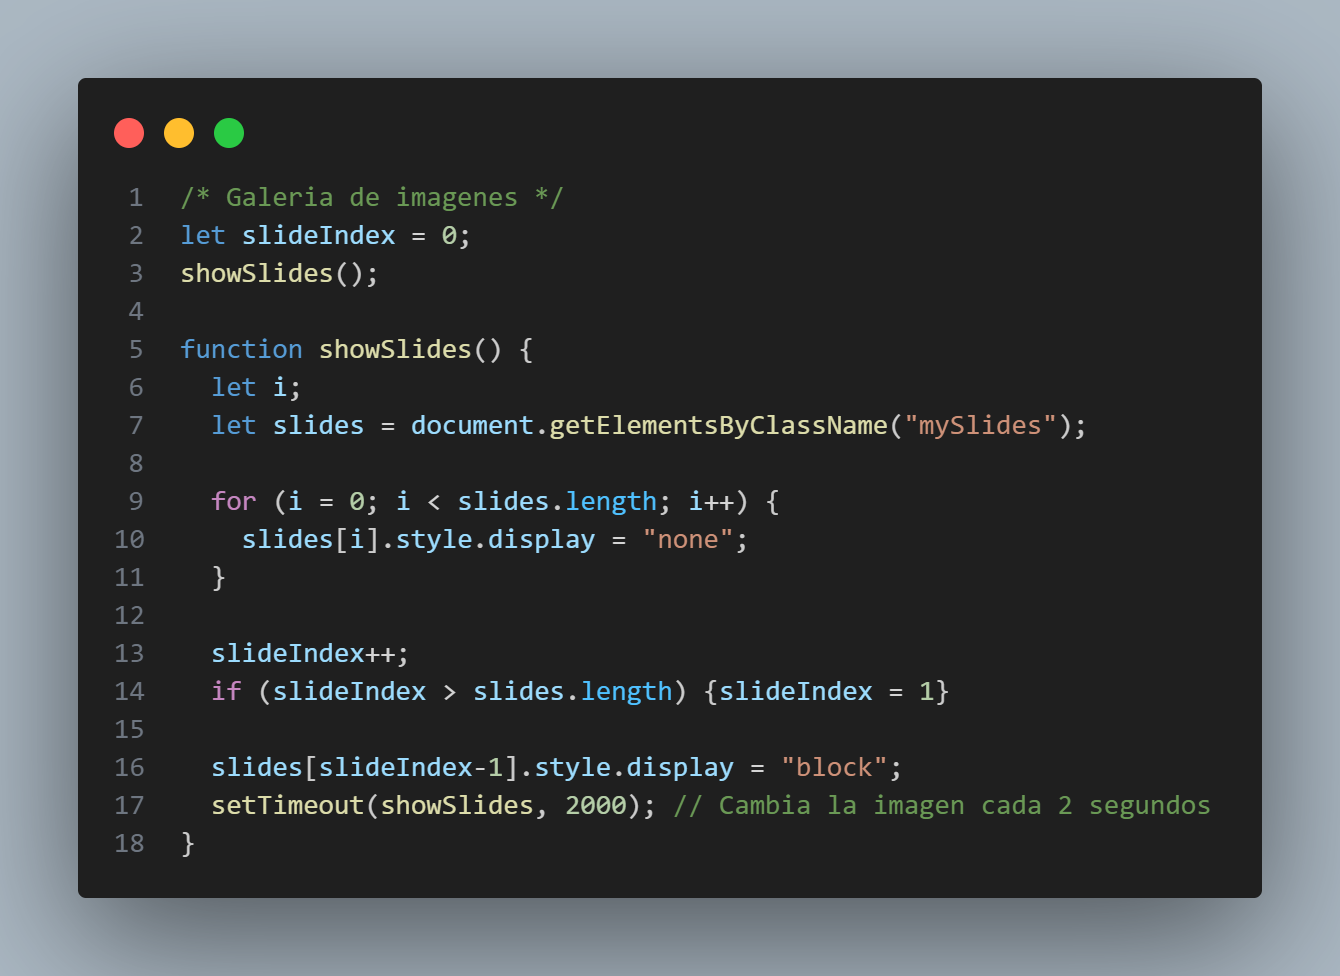 1 /* Galeria de imagenes */
2 let slideIndex = 0;
3 showSlides();
4
5 function showSlides() {
6   let i;
7   let slides = document.getElementsByClassName("mySlides");
8
9   for (i = 0; i < slides.length; i++) {
10     slides[i].style.display = "none";
11   }
12
13   slideIndex++;
14   if (slideIndex > slides.length) {slideIndex = 1}
15
16   slides[slideIndex-1].style.display = "block";
17   setTimeout(showSlides, 2000); // Cambia la imagen cada 2 segundos
18 }